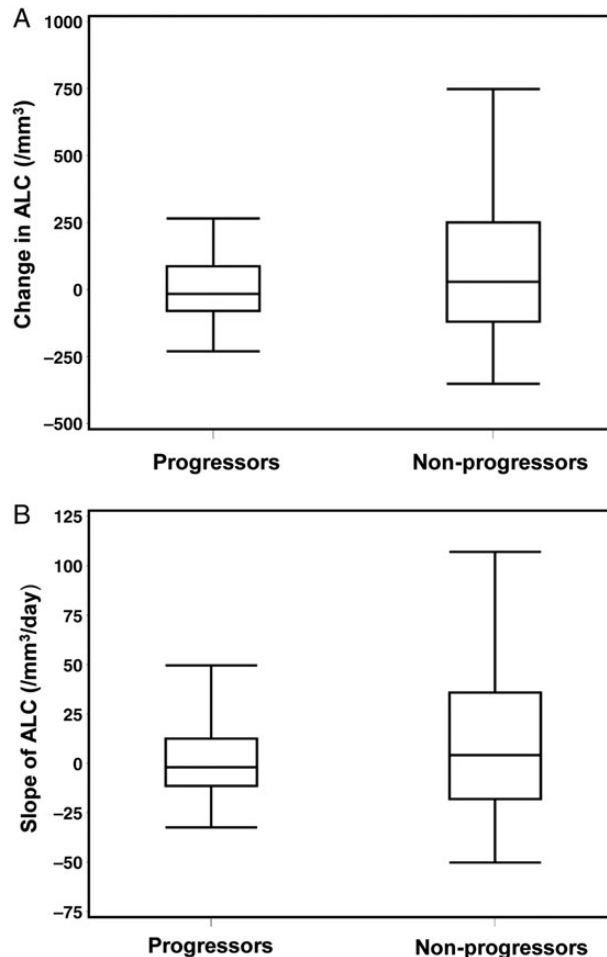 A
Change in ALC (/mm³)
1000
750
500
250
0
−250
−500
Progressors Non-progressors
B
Slope of ALC (/mm³/day)
125
100
75
50
25
0
−25
−50
−75
Progressors Non-progressors